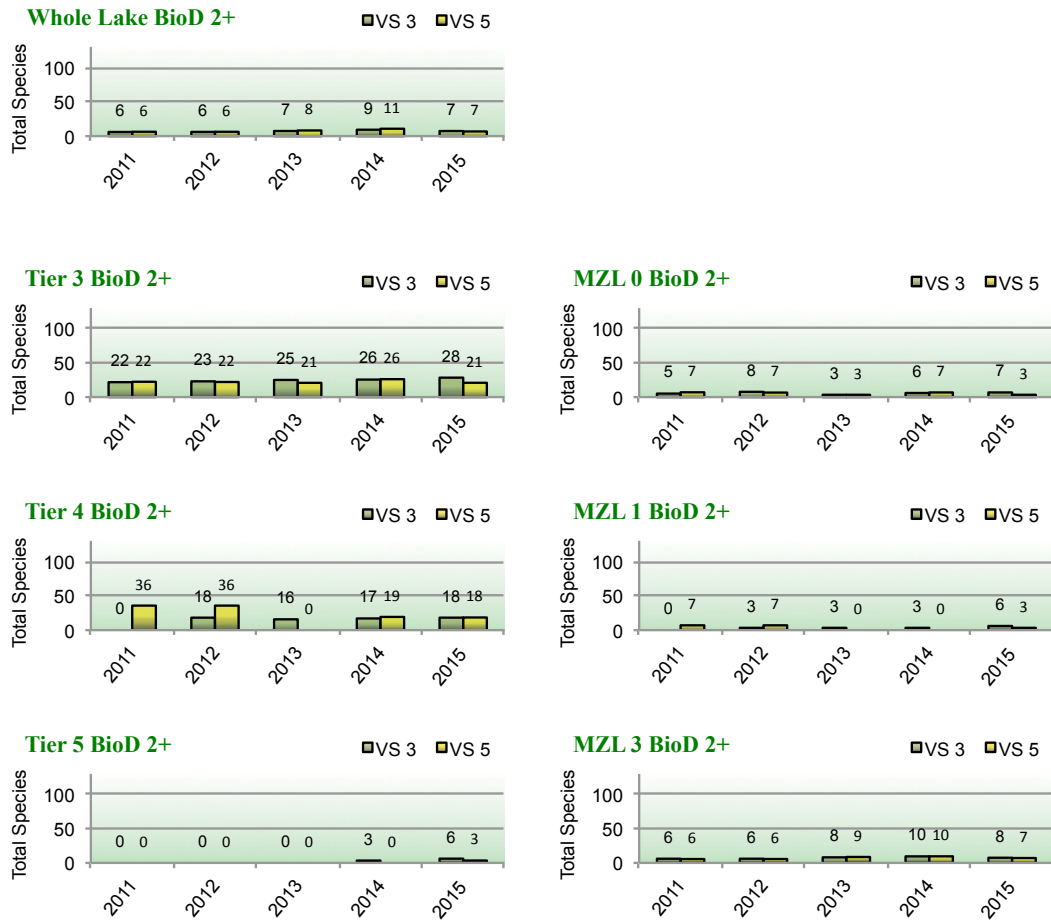 Whole Lake BioD 2+
VS 3 VS 5
Total Species
100
50
0
6 6 6 6 7 8 9 11 7 7
2011 2012 2013 2014 2015
Tier 3 BioD 2+
VS 3 VS 5
Total Species
100
50
0
22 22 23 22 25 21 26 26 28 21
2011 2012 2013 2014 2015
MZL 0 BioD 2+
VS 3 VS 5
Total Species
100
50
0
5 7 8 7 3 3 6 7 7 3
2011 2012 2013 2014 2015
Tier 4 BioD 2+
VS 3 VS 5
Total Species
100
50
0
0 36 18 36 16 0 17 19 18 18
2011 2012 2013 2014 2015
MZL 1 BioD 2+
VS 3 VS 5
Total Species
100
50
0
0 7 3 7 3 0 3 0 6 3
2011 2012 2013 2014 2015
Tier 5 BioD 2+
VS 3 VS 5
Total Species
100
50
0
0 0 0 0 0 0 3 0 6 3
2011 2012 2013 2014 2015
MZL 3 BioD 2+
VS 3 VS 5
Total Species
100
50
0
6 6 6 6 8 9 10 10 8 7
2011 2012 2013 2014 2015